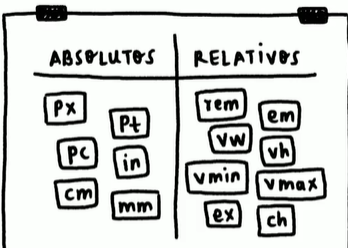 ABSOLUTOS
px
pt
pc
in
cm
mm
RELATIVOS
rem
em
vw
vh
vmin
vmax
ex
ch